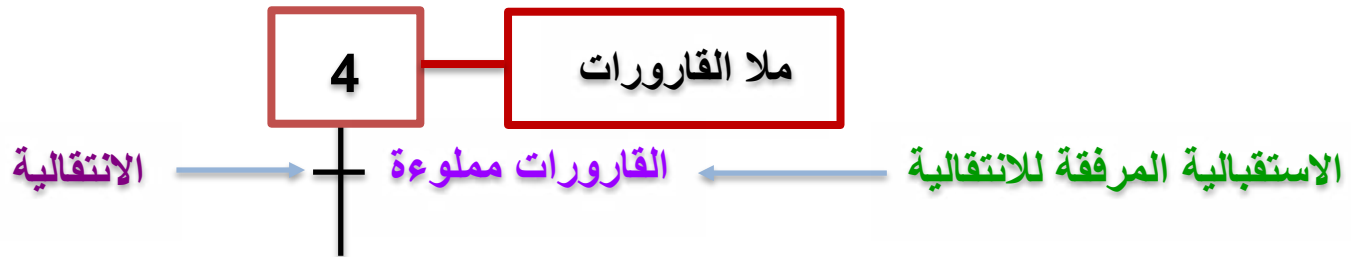 4
ملا القارورات
الاستقبالية المرفقة للانتقالية
القارورات مملوءة
الانتقالية